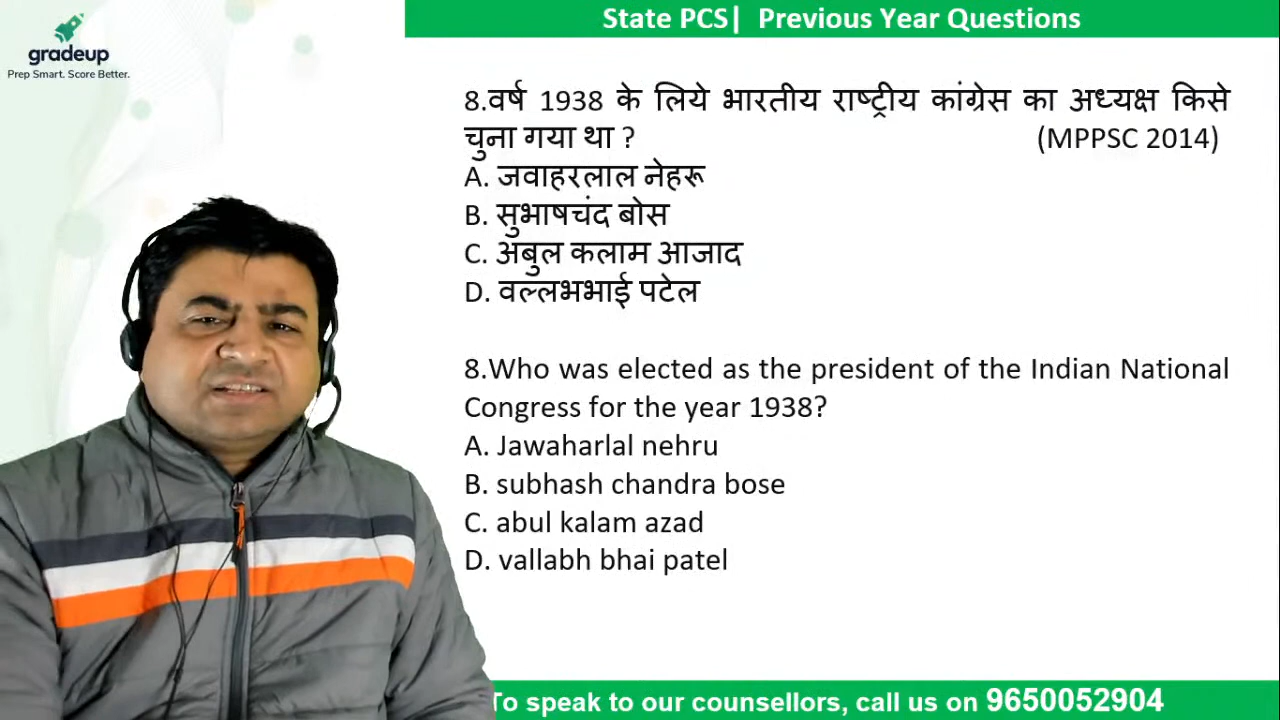 gradeup
Prep Smart. Score Better.
State PCS| Previous Year Questions
8.वर्ष 1938 के लिये भारतीय राष्ट्रीय कांग्रेस का अध्यक्ष किसे
चुना गया था ? (MPPSC 2014)
A. जवाहरलाल नेहरू
B. सुभाषचंद बोस
C. अबुल कलाम आजाद
D. वल्लभभाई पटेल
8.Who was elected as the president of the Indian National
Congress for the year 1938?
A. Jawaharlal nehru
B. subhash chandra bose
C. abul kalam azad
D. vallabh bhai patel
To speak to our counsellors, call us on 9650052904